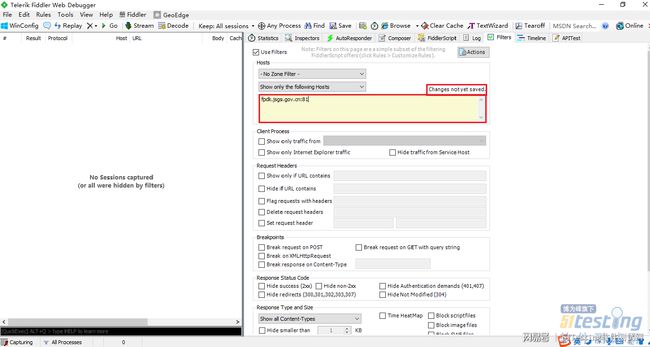 Telerik Fiddler Web Debugger
File Edit Rules Tools View Help Fiddler GeoEdge
WinConfig Replay Go Stream Decode Keep: All sessions Any Process Find Save Browse Clear Cache TextWizard Tearoff MSDN Search...
# Result Protocol Host URL Body Cach
Statistics Inspectors AutoResponder Composer FiddlerScript Log Filters Timeline APITest
Use Filters
Note: Filters on this page are a simple subset of the filtering
FiddlerScript offers (click Rules > Customize Rules).
Actions
Hosts
- No Zone Filter -
Show only the following Hosts
Changes not yet saved.
fpdk.jsgs.gov.cn:81
Client Process
Show only traffic from
Show only Internet Explorer traffic Hide traffic from Service Host
No Sessions captured
(or all were hidden by filters)
Request Headers
Show only if URL contains
Hide if URL contains
Flag requests with headers
Delete request headers
Set request header
Breakpoints
Break request on POST Break request on GET with query string
Break on XMLHttpRequest
Break response on Content-Type
Response Status Code
Hide success (2xx) Hide non-2xx Hide Authentication demands (401,407)
Hide redirects (300,301,302,303,307) Hide Not Modified (304)
Response Type and Size
Show all Content-Types
Time HeatMap
Block script files
Block image files
Hide smaller than 1 KB
[QuickExec] ALT+Q > type HELP to learn more
Capturing All Processes 0
博为峰旗下
51testing